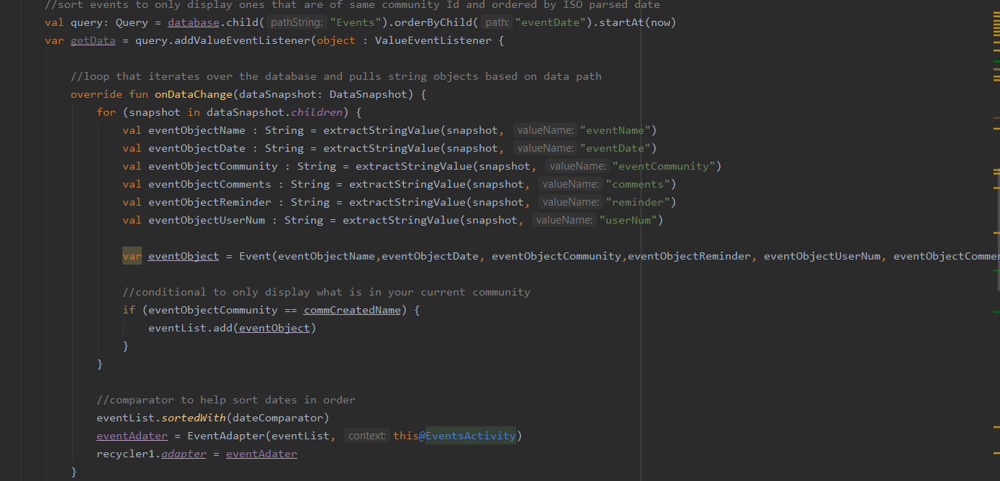 //sort events to only display ones that are of same community Id and ordered by ISO parsed date
val query: Query = database.child( pathString: "Events").orderByChild( path: "eventDate").startAt(now)
var getData = query.addValueEventListener(object : ValueEventListener {
//loop that iterates over the database and pulls string objects based on data path
override fun onDataChange(dataSnapshot: DataSnapshot) {
for (snapshot in dataSnapshot.children) {
val eventObjectName : String = extractStringValue(snapshot, valueName: "eventName")
val eventObjectDate : String = extractStringValue(snapshot, valueName: "eventDate")
val eventObjectCommunity : String = extractStringValue(snapshot, valueName: "eventCommunity")
val eventObjectComments : String = extractStringValue(snapshot, valueName: "comments")
val eventObjectReminder : String = extractStringValue(snapshot, valueName: "reminder")
val eventObjectUserNum : String = extractStringValue(snapshot, valueName: "userNum")
var eventObject = Event(eventObjectName,eventObjectDate, eventObjectCommunity,eventObjectReminder, eventObjectUserNum, eventObjectCommen
//conditional to only display what is in your current community
if (eventObjectCommunity == commCreatedName) {
eventList.add(eventObject)
}
}
//comparator to help sort dates in order
eventList.sortedWith(dateComparator)
eventAdater = EventAdapter(eventList, context: this@EventsActivity)
recycler1.adapter = eventAdater
}